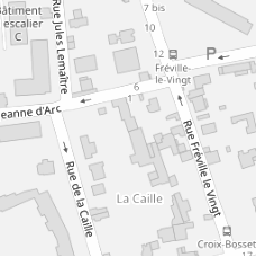 Bâtiment
escalier
C
Rue Jules Lemaître
7 bis
12
P
Fréville-
le-Vingt
6
1
eanne d'Arc
Rue de la Caille
Rue Fréville le Vingt
La Caille
Croix-Bosset
17